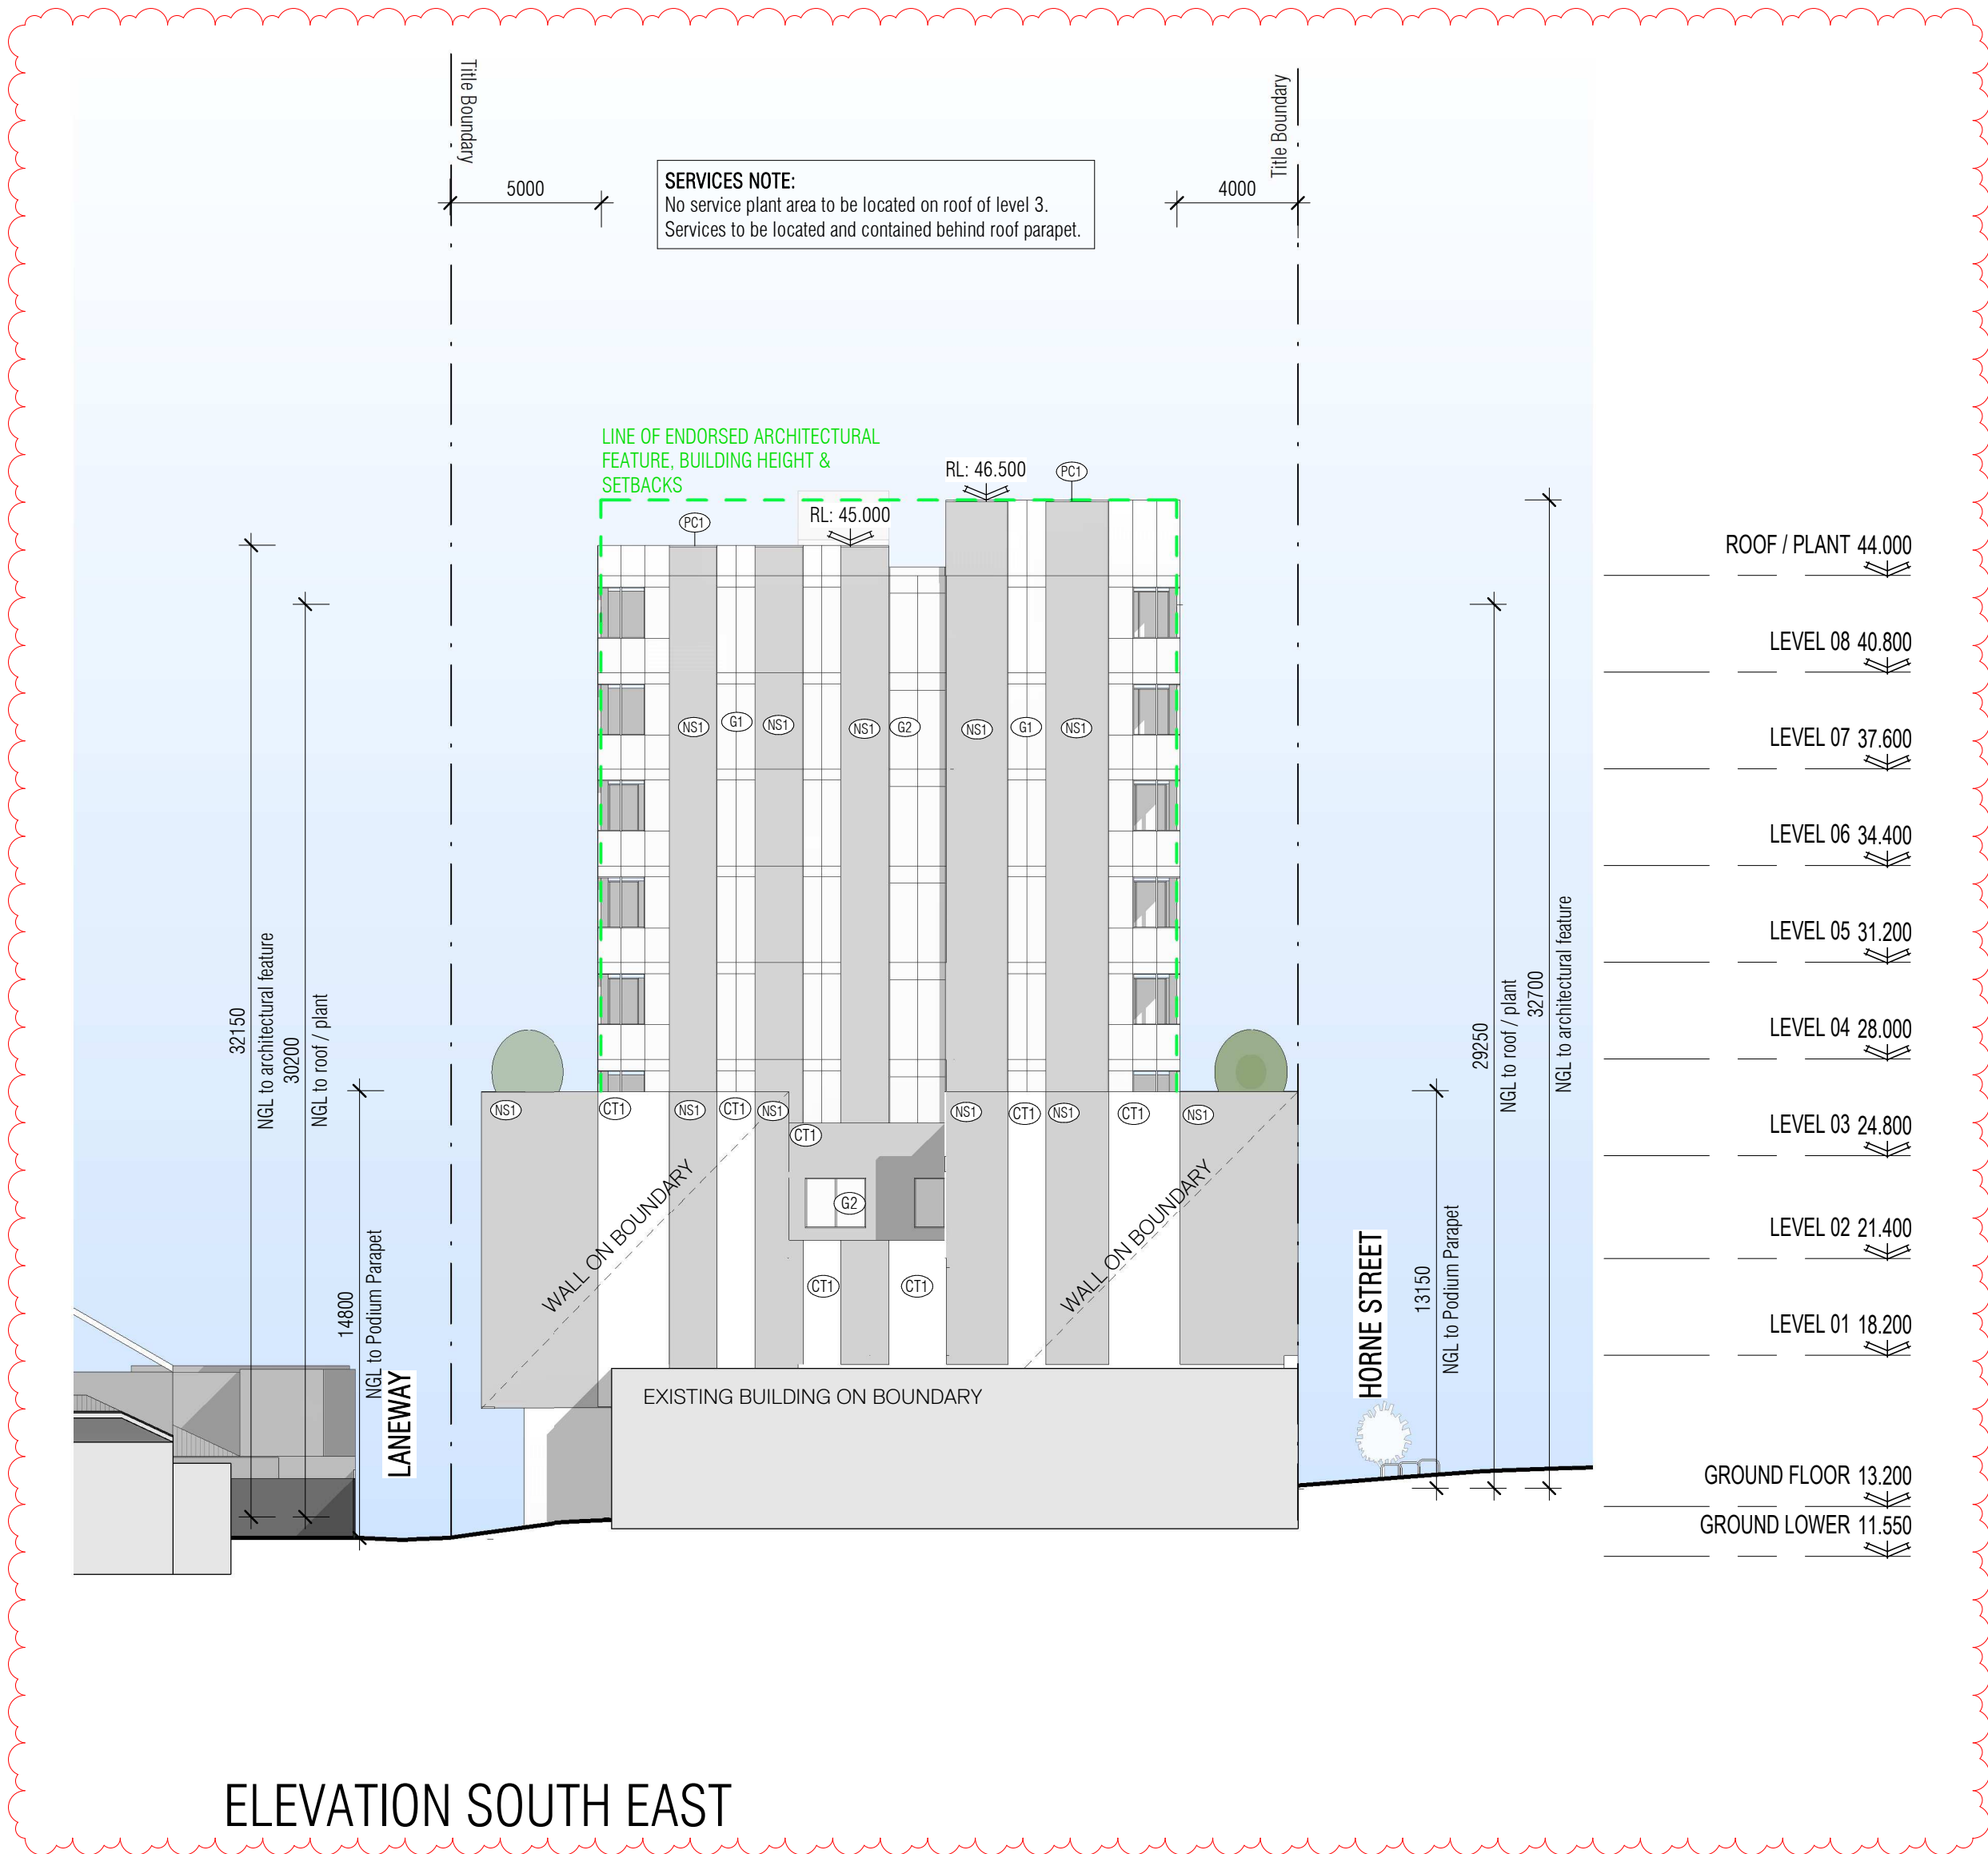 Title Boundary
Title Boundary
5000
4000
SERVICES NOTE:
No service plant area to be located on roof of level 3.
Services to be located and contained behind roof parapet.
LINE OF ENDORSED ARCHITECTURAL
FEATURE, BUILDING HEIGHT &
SETBACKS
RL: 46.500
PC1
RL: 45.000
PC1
ROOF / PLANT 44.000
LEVEL 08 40.800
LEVEL 07 37.600
LEVEL 06 34.400
LEVEL 05 31.200
LEVEL 04 28.000
LEVEL 03 24.800
LEVEL 02 21.400
LEVEL 01 18.200
GROUND FLOOR 13.200
GROUND LOWER 11.550
NS1
G1
NS1
NS1
G2
NS1
G1
NS1
32150
NGL to architectural feature
30200
NGL to roof / plant
14800
NGL to Podium Parapet
LANEWAY
NS1
CT1
NS1
CT1
NS1
CT1
NS1
CT1
NS1
CT1
NS1
WALL ON BOUNDARY
G2
WALL ON BOUNDARY
CT1
CT1
EXISTING BUILDING ON BOUNDARY
HORNE STREET
13150
NGL to Podium Parapet
29250
NGL to roof / plant
32700
NGL to architectural feature
ELEVATION SOUTH EAST